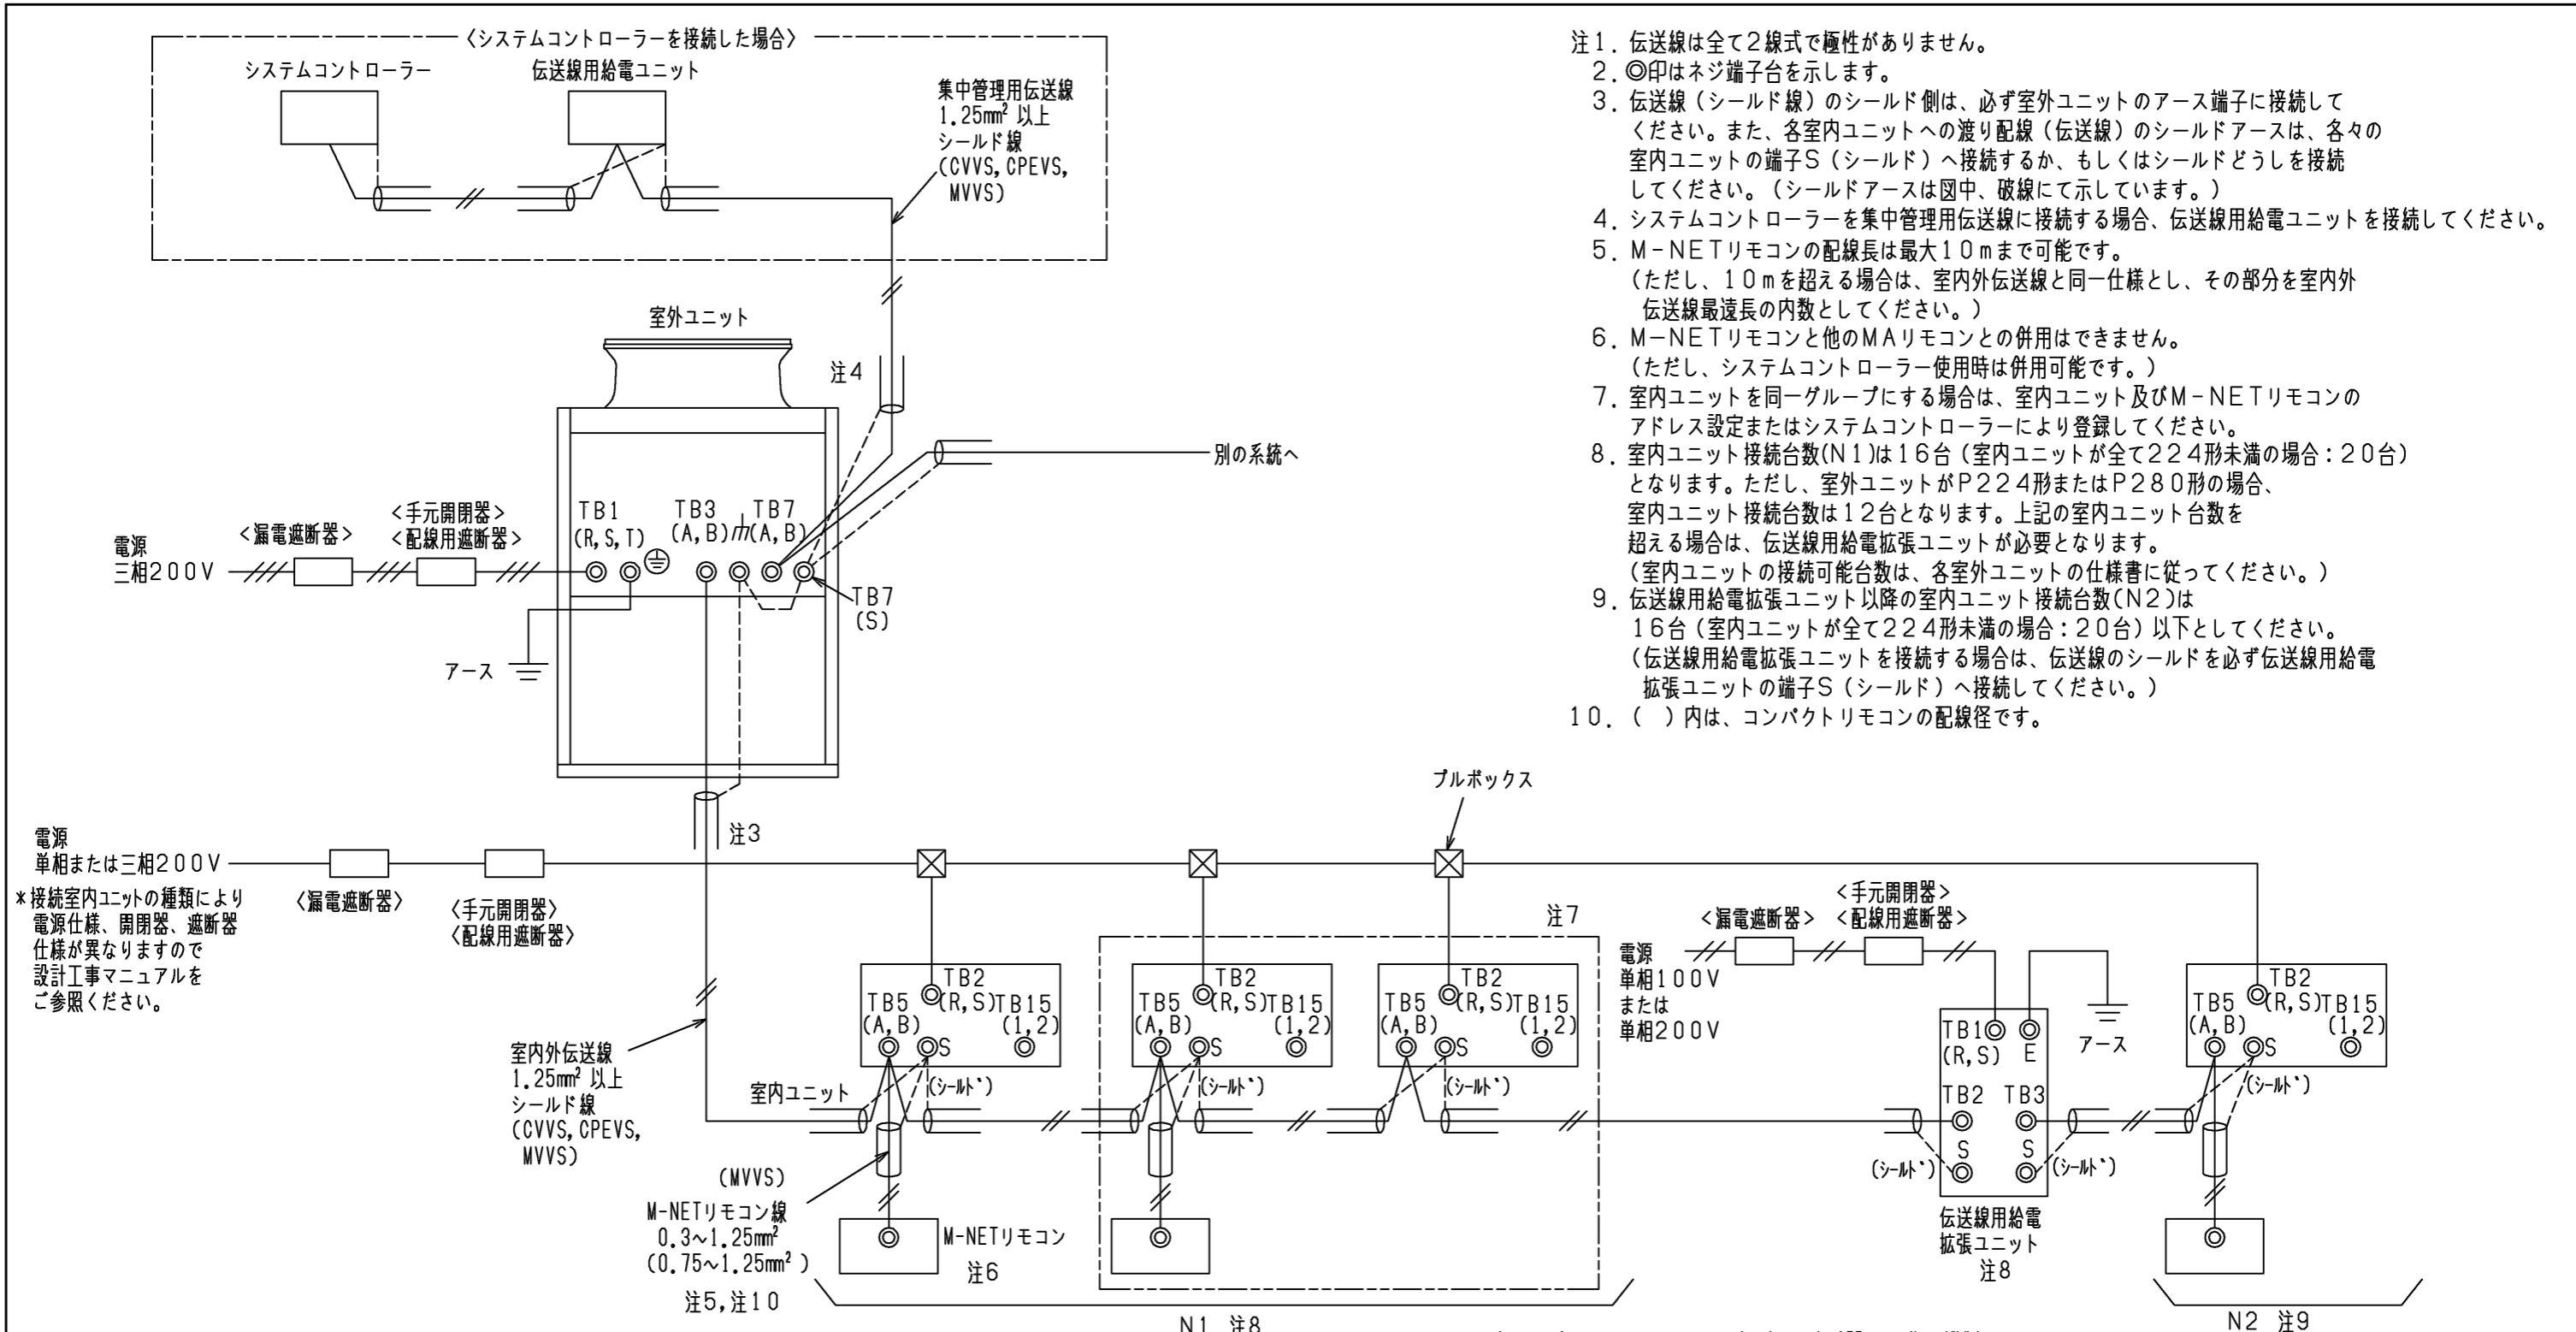 〈システムコントローラーを接続した場合〉
システムコントローラー
伝送線用給電ユニット
集中管理用伝送線
1.25mm² 以上
シールド線
(CVVS,CPEVS,
MVVS)
注1. 伝送線は全て2線式で極性がありません。
2. ◎印はネジ端子台を示します。
3. 伝送線(シールド線)のシールド側は、必ず室外ユニットのアース端子に接続して
ください。また、各室内ユニットへの渡り配線(伝送線)のシールドアースは、各々の
室内ユニットの端子S(シールド)へ接続するか、もしくはシールドどうしを接続
してください。(シールドアースは図中、破線にて示しています。)
4. システムコントローラーを集中管理用伝送線に接続する場合、伝送線用給電ユニットを接続してください。
5. M-NETリモコンの配線長は最大10mまで可能です。
(ただし、10mを超える場合は、室内外伝送線と同一仕様とし、その部分を室内外
伝送線最遠長の内数としてください。)
6. M-NETリモコンと他のMAリモコンとの併用はできません。
(ただし、システムコントローラー使用時は併用可能です。)
7. 室内ユニットを同一グループにする場合は、室内ユニット及びM-NETリモコンの
アドレス設定またはシステムコントローラーにより登録してください。
8. 室内ユニット接続台数(N1)は16台(室内ユニットが全て224形未満の場合:20台)
となります。ただし、室外ユニットがP224形またはP280形の場合、
室内ユニット接続台数は12台となります。上記の室内ユニット台数を
超える場合は、伝送線用給電拡張ユニットが必要となります。
(室内ユニットの接続可能台数は、各室外ユニットの仕様書に従ってください。)
9. 伝送線用給電拡張ユニット以降の室内ユニット接続台数(N2)は
16台(室内ユニットが全て224形未満の場合:20台)以下としてください。
(伝送線用給電拡張ユニットを接続する場合は、伝送線のシールドを必ず伝送線用給電
拡張ユニットの端子S(シールド)へ接続してください。)
10. ( )内は、コンパクトリモコンの配線径です。
室外ユニット
注4
別の系統へ
電源
三相200V
<漏電遮断器>
<手元開閉器>
<配線用遮断器>
TB1
(R,S,T)
TB3
(A,B)
TB7
(A,B)
TB7
(S)
アース
注3
プルボックス
電源
単相または三相200V
*接続室内ユニットの種類により
電源仕様、開閉器、遮断器
仕様が異なりますので
設計工事マニュアルを
ご参照ください。
〈漏電遮断器〉
〈手元開閉器〉
〈配線用遮断器〉
注7
TB2
(R,S)
TB5
(A,B)
TB15
(1,2)
S
(シールド)
TB2
(R,S)
TB5
(A,B)
TB15
(1,2)
S
(シールド)
TB2
(R,S)
TB5
(A,B)
TB15
(1,2)
S
(シールド)
電源
単相100V
または
単相200V
<漏電遮断器>
<手元開閉器>
<配線用遮断器>
TB1
(R,S)
E
アース
TB2
TB3
S
S
(シールド)
(シールド)
伝送線用給電
拡張ユニット
注8
TB2
(R,S)
TB5
(A,B)
TB15
(1,2)
S
(シールド)
室内外伝送線
1.25mm² 以上
シールド線
(CVVS,CPEVS,
MVVS)
室内ユニット
(MVVS)
M-NETリモコン線
0.3~1.25mm²
(0.75~1.25mm²)
注5,注10
M-NETリモコン
注6
N1 注8
N2 注9